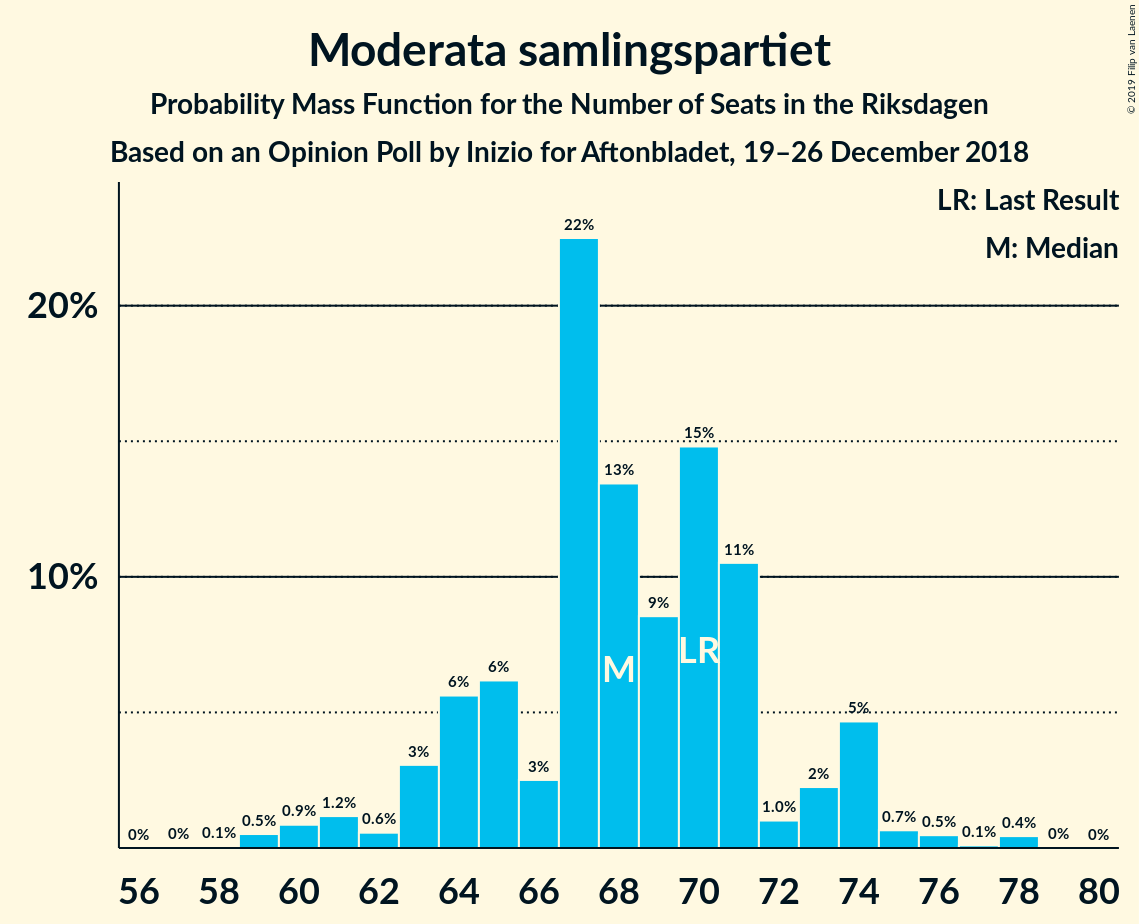 Moderata samlingspartiet
Probability Mass Function for the Number of Seats in the Riksdagen
Based on an Opinion Poll by Inizio for Aftonbladet, 19–26 December 2018
© 2019 Filip van Laenen
LR: Last Result
M: Median
20%
10%
0% 0% 0.1% 0.5% 0.9% 1.2% 0.6% 3% 6% 6% 3% 22% 13% 9% 15% 11% 1.0% 2% 5% 0.7% 0.5% 0.1% 0.4% 0% 0%
M LR
56 58 60 62 64 66 68 70 72 74 76 78 80